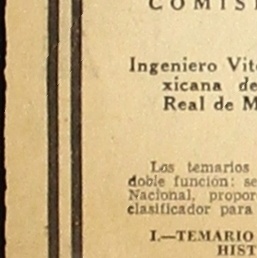 COMIS
Ingeniero Vit
xicana de
Real de M
Los temarios
doble función: se
Nacional, propor
clasificador para
I.—TEMARIO
HIST